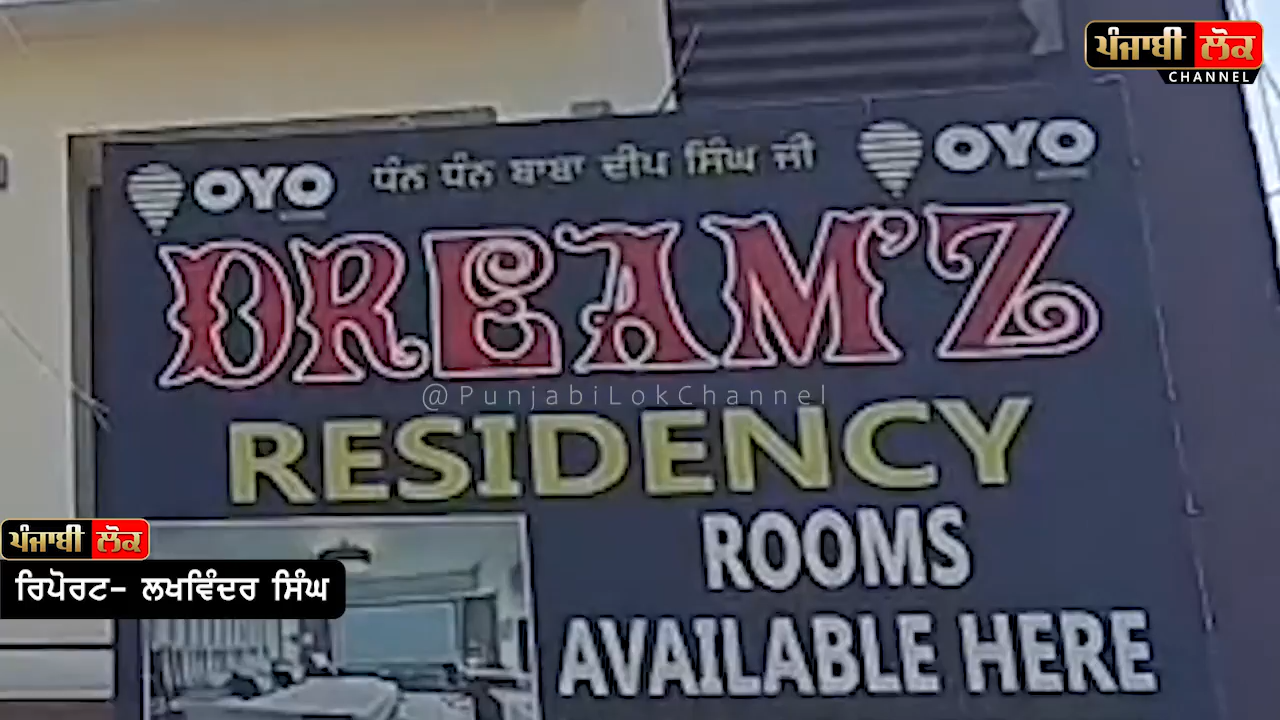 ਪੰਜਾਬੀ ਲੋਕ
CHANNEL
OYO ਧੰਨ ਧੰਨ ਬਾਬਾ ਦੀਪ ਸਿੰਘ ਜੀ OYO
DREAM'Z
@PunjabiLokChannel
RESIDENCY
ROOMS
AVAILABLE HERE
ਪੰਜਾਬੀ ਲੋਕ
ਰਿਪੋਰਟ- ਲਖਵਿੰਦਰ ਸਿੰਘ